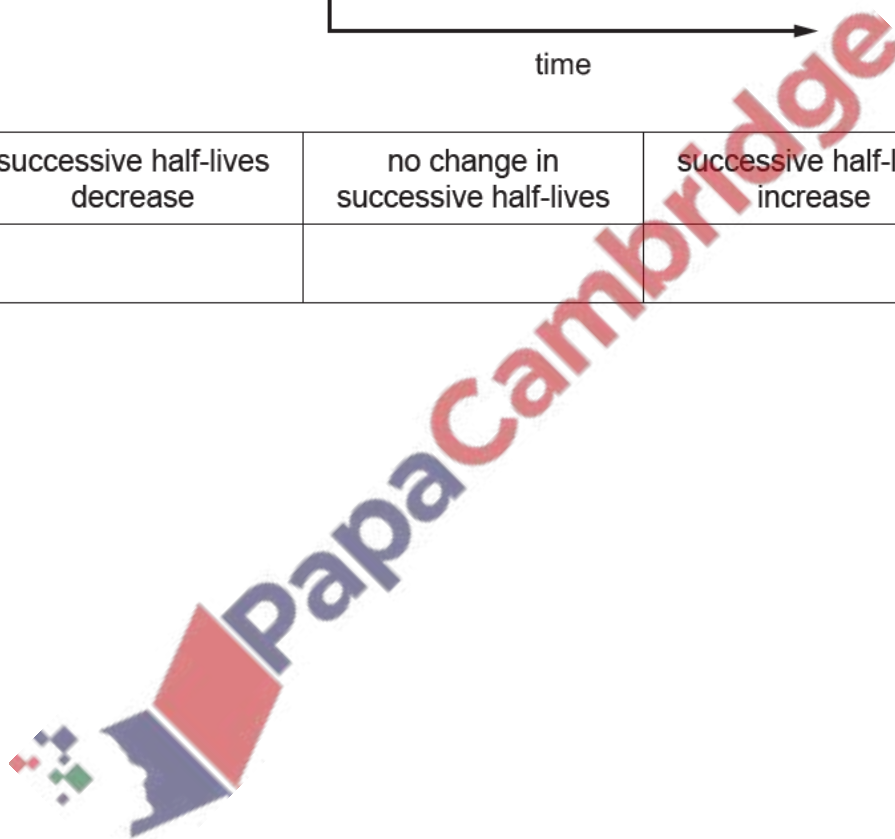 time
successive half-lives
decrease
no change in
successive half-lives
successive half-l
increase
PapaCambridge